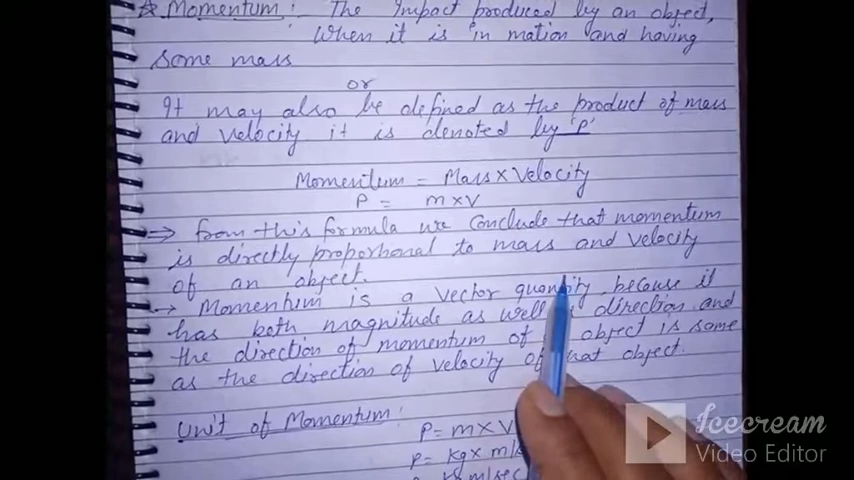 ☆ Momentum : The impact produced by an object,
When it is in mation and having
some mass
or
It may also be defined as the product of mass
and velocity it is denoted by 'P'
Momentum = Mass × Velocity
P = m×v
⇒ from this formula we conclude that momentum
is directly proporhonal to mass and velocity
of an object.
→ Momentum is a vector quantity because it
has both magnitude as well direction and
the direction of momentum of object is same
as the direction of velocity of that object.
Unit of Momentum :
P = m × V
P = kg × m/s
kg m/sec
Icecream
Video Editor